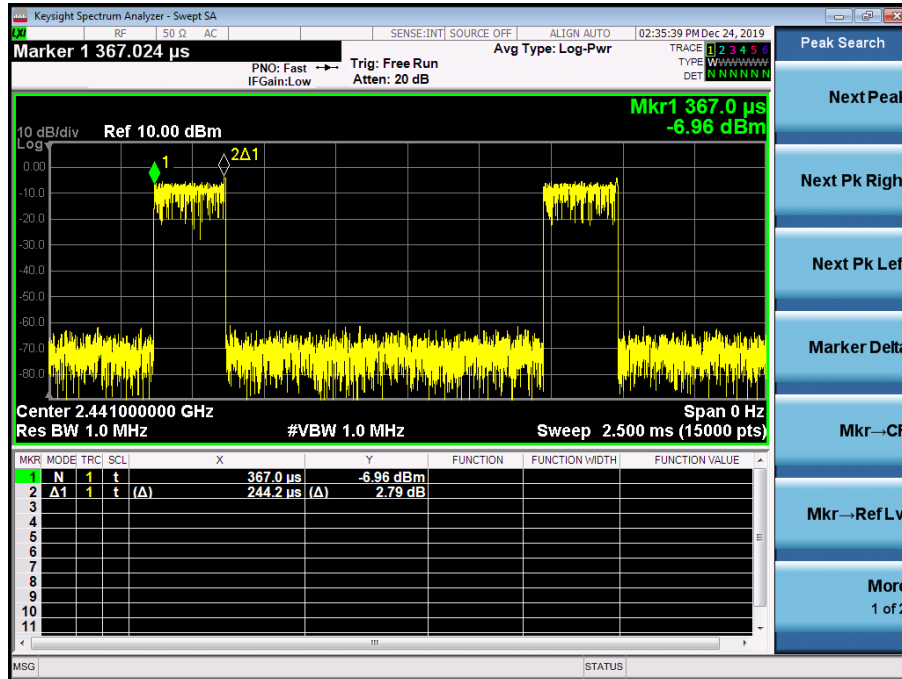 Keysight Spectrum Analyzer - Swept SA
LXI RF 50 Ω AC SENSE:INT SOURCE OFF ALIGN AUTO 02:35:39 PM Dec 24, 2019
Marker 1 367.024 µs
PNO: Fast
IFGain:Low
Trig: Free Run
Atten: 20 dB
Avg Type: Log-Pwr
TRACE 1 2 3 4 5 6
TYPE WWWWWWW
DET N N N N N N
Peak Search
Mkr1 367.0 µs
-6.96 dBm
10 dB/div Ref 10.00 dBm
Log
1
2Δ1
0.00
-10.0
-20.0
-30.0
-40.0
-50.0
-60.0
-70.0
-80.0
Center 2.441000000 GHz Span 0 Hz
Res BW 1.0 MHz #VBW 1.0 MHz Sweep 2.500 ms (15000 pts)
MKR MODE TRC SCL X Y FUNCTION FUNCTION WIDTH FUNCTION VALUE
1 N 1 t 367.0 µs -6.96 dBm
2 Δ1 1 t (Δ) 244.2 µs (Δ) 2.79 dB
3
4
5
6
7
8
9
10
11
MSG STATUS
Next Peak
Next Pk Righ
Next Pk Lef
Marker Delta
Mkr→CF
Mkr→Ref Lv
More
1 of 2